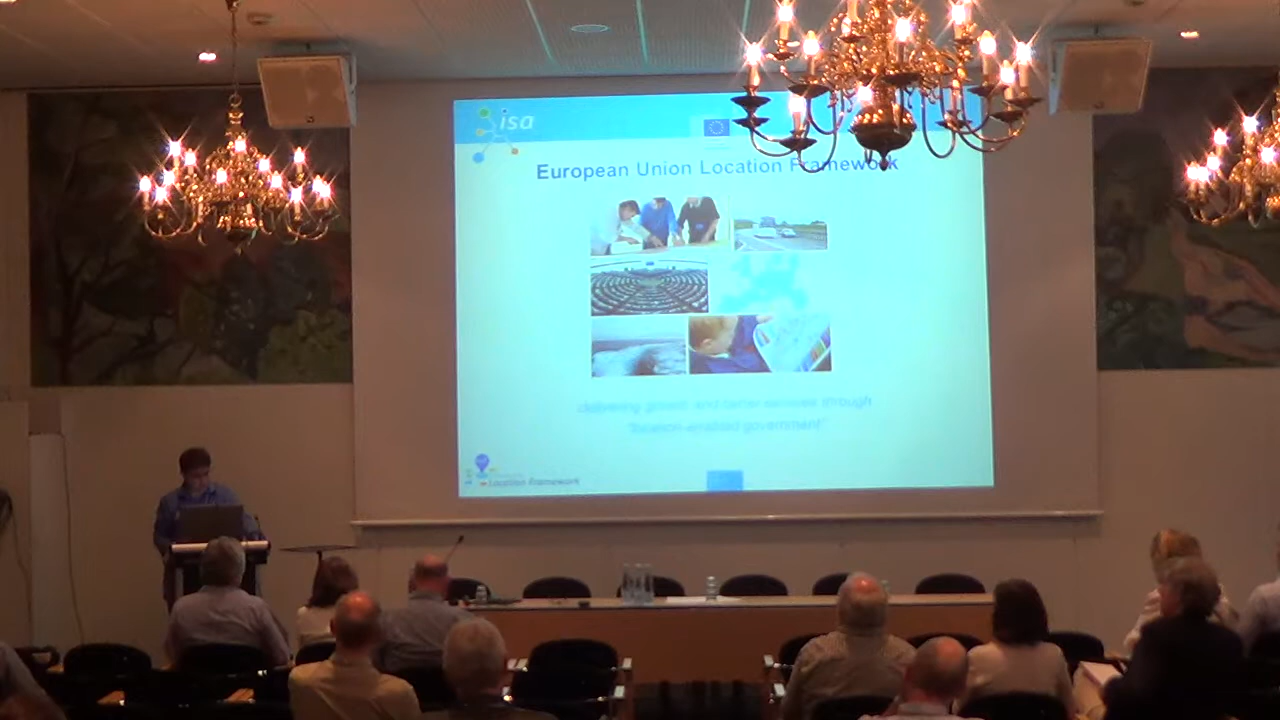 isa
European Union Location Framework
delivering growth and better services through
"location-enabled government"
Location Framework